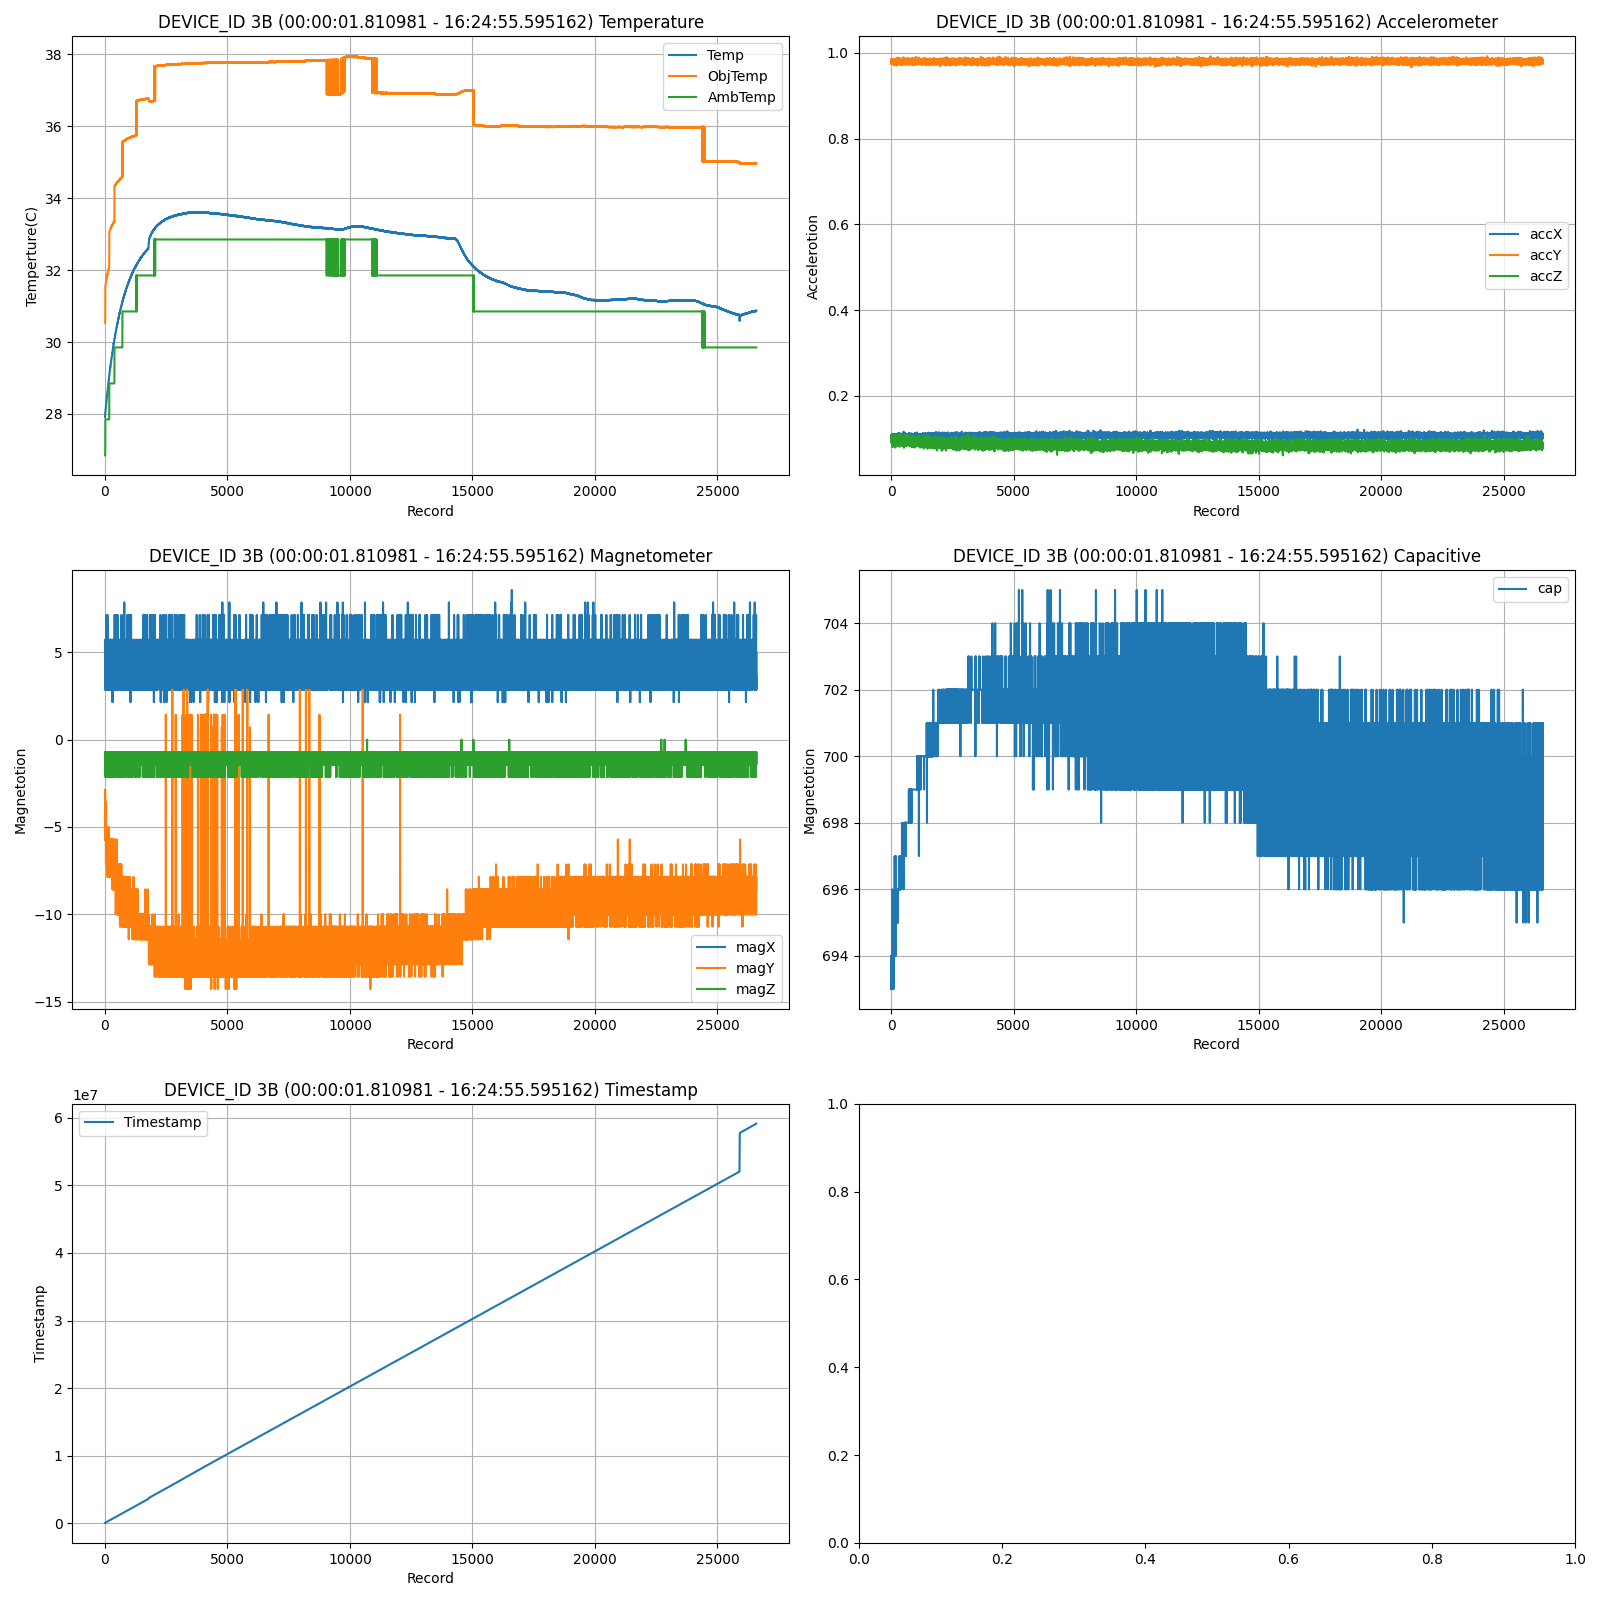 DEVICE_ID 3B (00:00:01.810981 - 16:24:55.595162) Temperature
38
36
34
32
30
28
Temperture(C)
Temp
ObjTemp
AmbTemp
0 5000 10000 15000 20000 25000
Record
DEVICE_ID 3B (00:00:01.810981 - 16:24:55.595162) Accelerometer
1.0
0.8
0.6
0.4
0.2
Accelerotion
accX
accY
accZ
0 5000 10000 15000 20000 25000
Record
DEVICE_ID 3B (00:00:01.810981 - 16:24:55.595162) Magnetometer
5
0
−5
−10
−15
Magnetotion
magX
magY
magZ
0 5000 10000 15000 20000 25000
Record
DEVICE_ID 3B (00:00:01.810981 - 16:24:55.595162) Capacitive
704
702
700
698
696
694
Magnetotion
cap
0 5000 10000 15000 20000 25000
Record
DEVICE_ID 3B (00:00:01.810981 - 16:24:55.595162) Timestamp
1e7
6
5
4
3
2
1
0
Timestamp
Timestamp
0 5000 10000 15000 20000 25000
Record
1.0
0.8
0.6
0.4
0.2
0.0
0.0 0.2 0.4 0.6 0.8 1.0